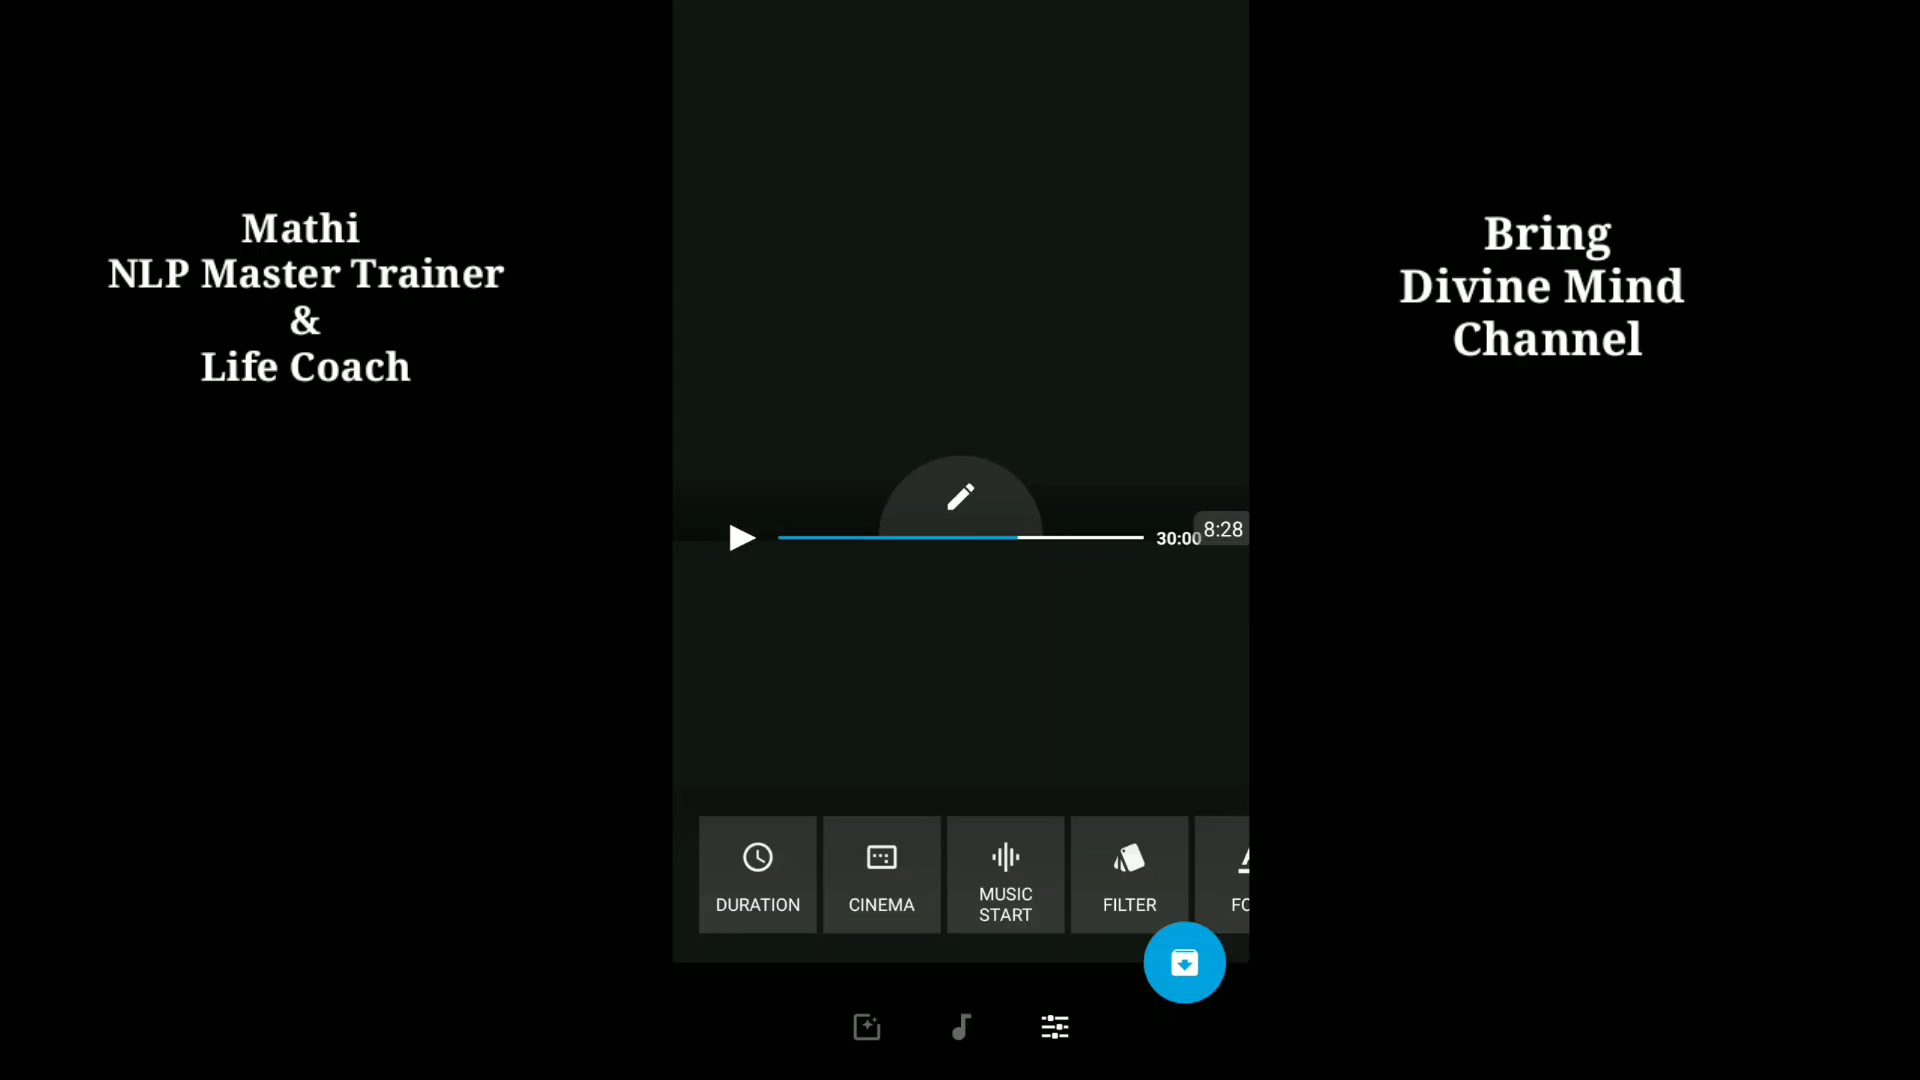 Mathi
NLP Master Trainer
&
Life Coach
Bring
Divine Mind
Channel
30:00
8:28
DURATION
CINEMA
MUSIC
START
FILTER